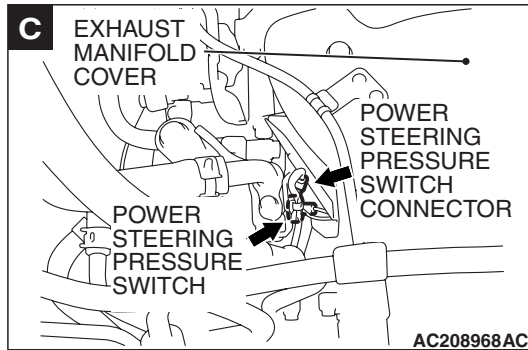 C
EXHAUST
MANIFOLD
COVER
POWER
STEERING
PRESSURE
SWITCH
CONNECTOR
POWER
STEERING
PRESSURE
SWITCH
AC208968AC